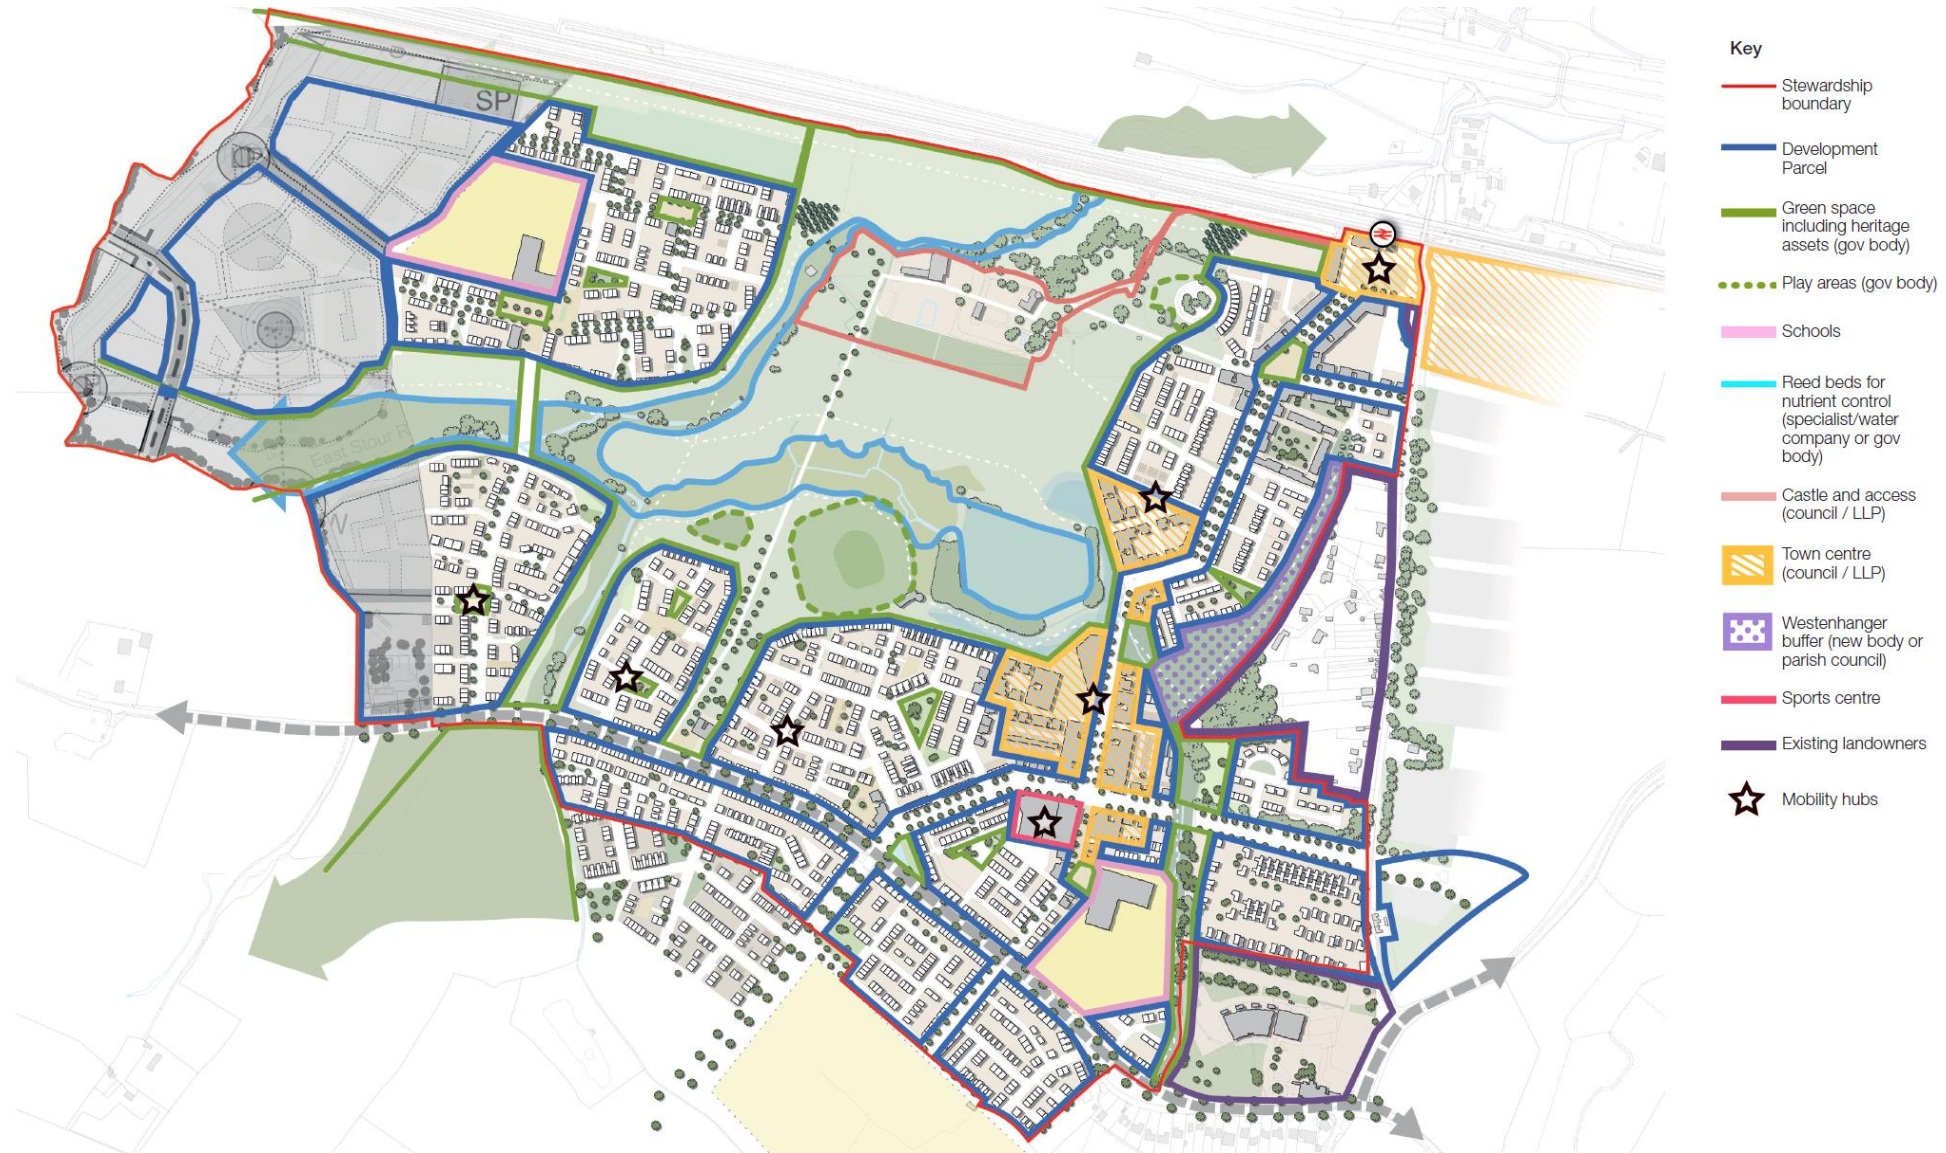 Key
Stewardship
boundary
Development
Parcel
Green space
including heritage
assets (gov body)
Play areas (gov body)
Schools
Reed beds for
nutrient control
(specialist/water
company or gov
body)
Castle and access
(council / LLP)
Town centre
(council / LLP)
Westenhanger
buffer (new body or
parish council)
Sports centre
Existing landowners
Mobility hubs
SP
East Stour R
W